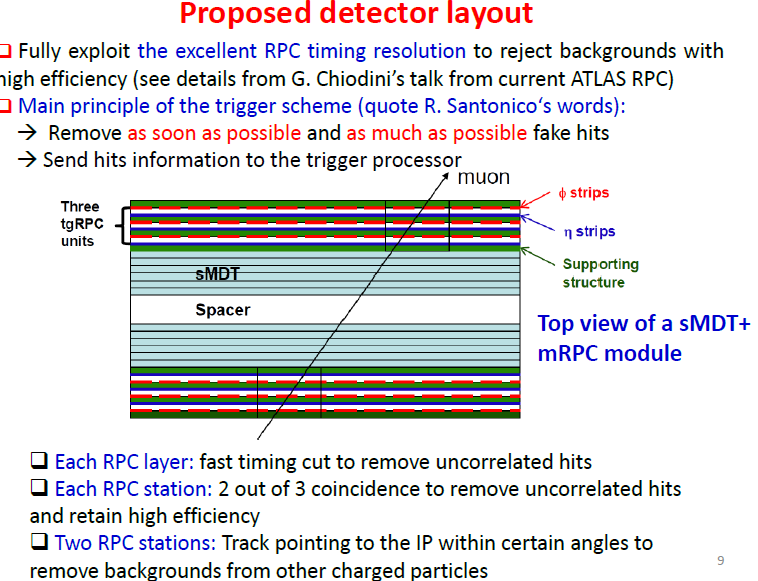 Proposed detector layout
Fully exploit the excellent RPC timing resolution to reject backgrounds with
high efficiency (see details from G. Chiodini's talk from current ATLAS RPC)
Main principle of the trigger scheme (quote R. Santonico's words):
→ Remove as soon as possible and as much as possible fake hits
→ Send hits information to the trigger processor
muon
Three
tgRPC
units
ϕ strips
η strips
Supporting
structure
sMDT
Spacer
Top view of a sMDT+
mRPC module
Each RPC layer: fast timing cut to remove uncorrelated hits
Each RPC station: 2 out of 3 coincidence to remove uncorrelated hits
and retain high efficiency
Two RPC stations: Track pointing to the IP within certain angles to
remove backgrounds from other charged particles
9